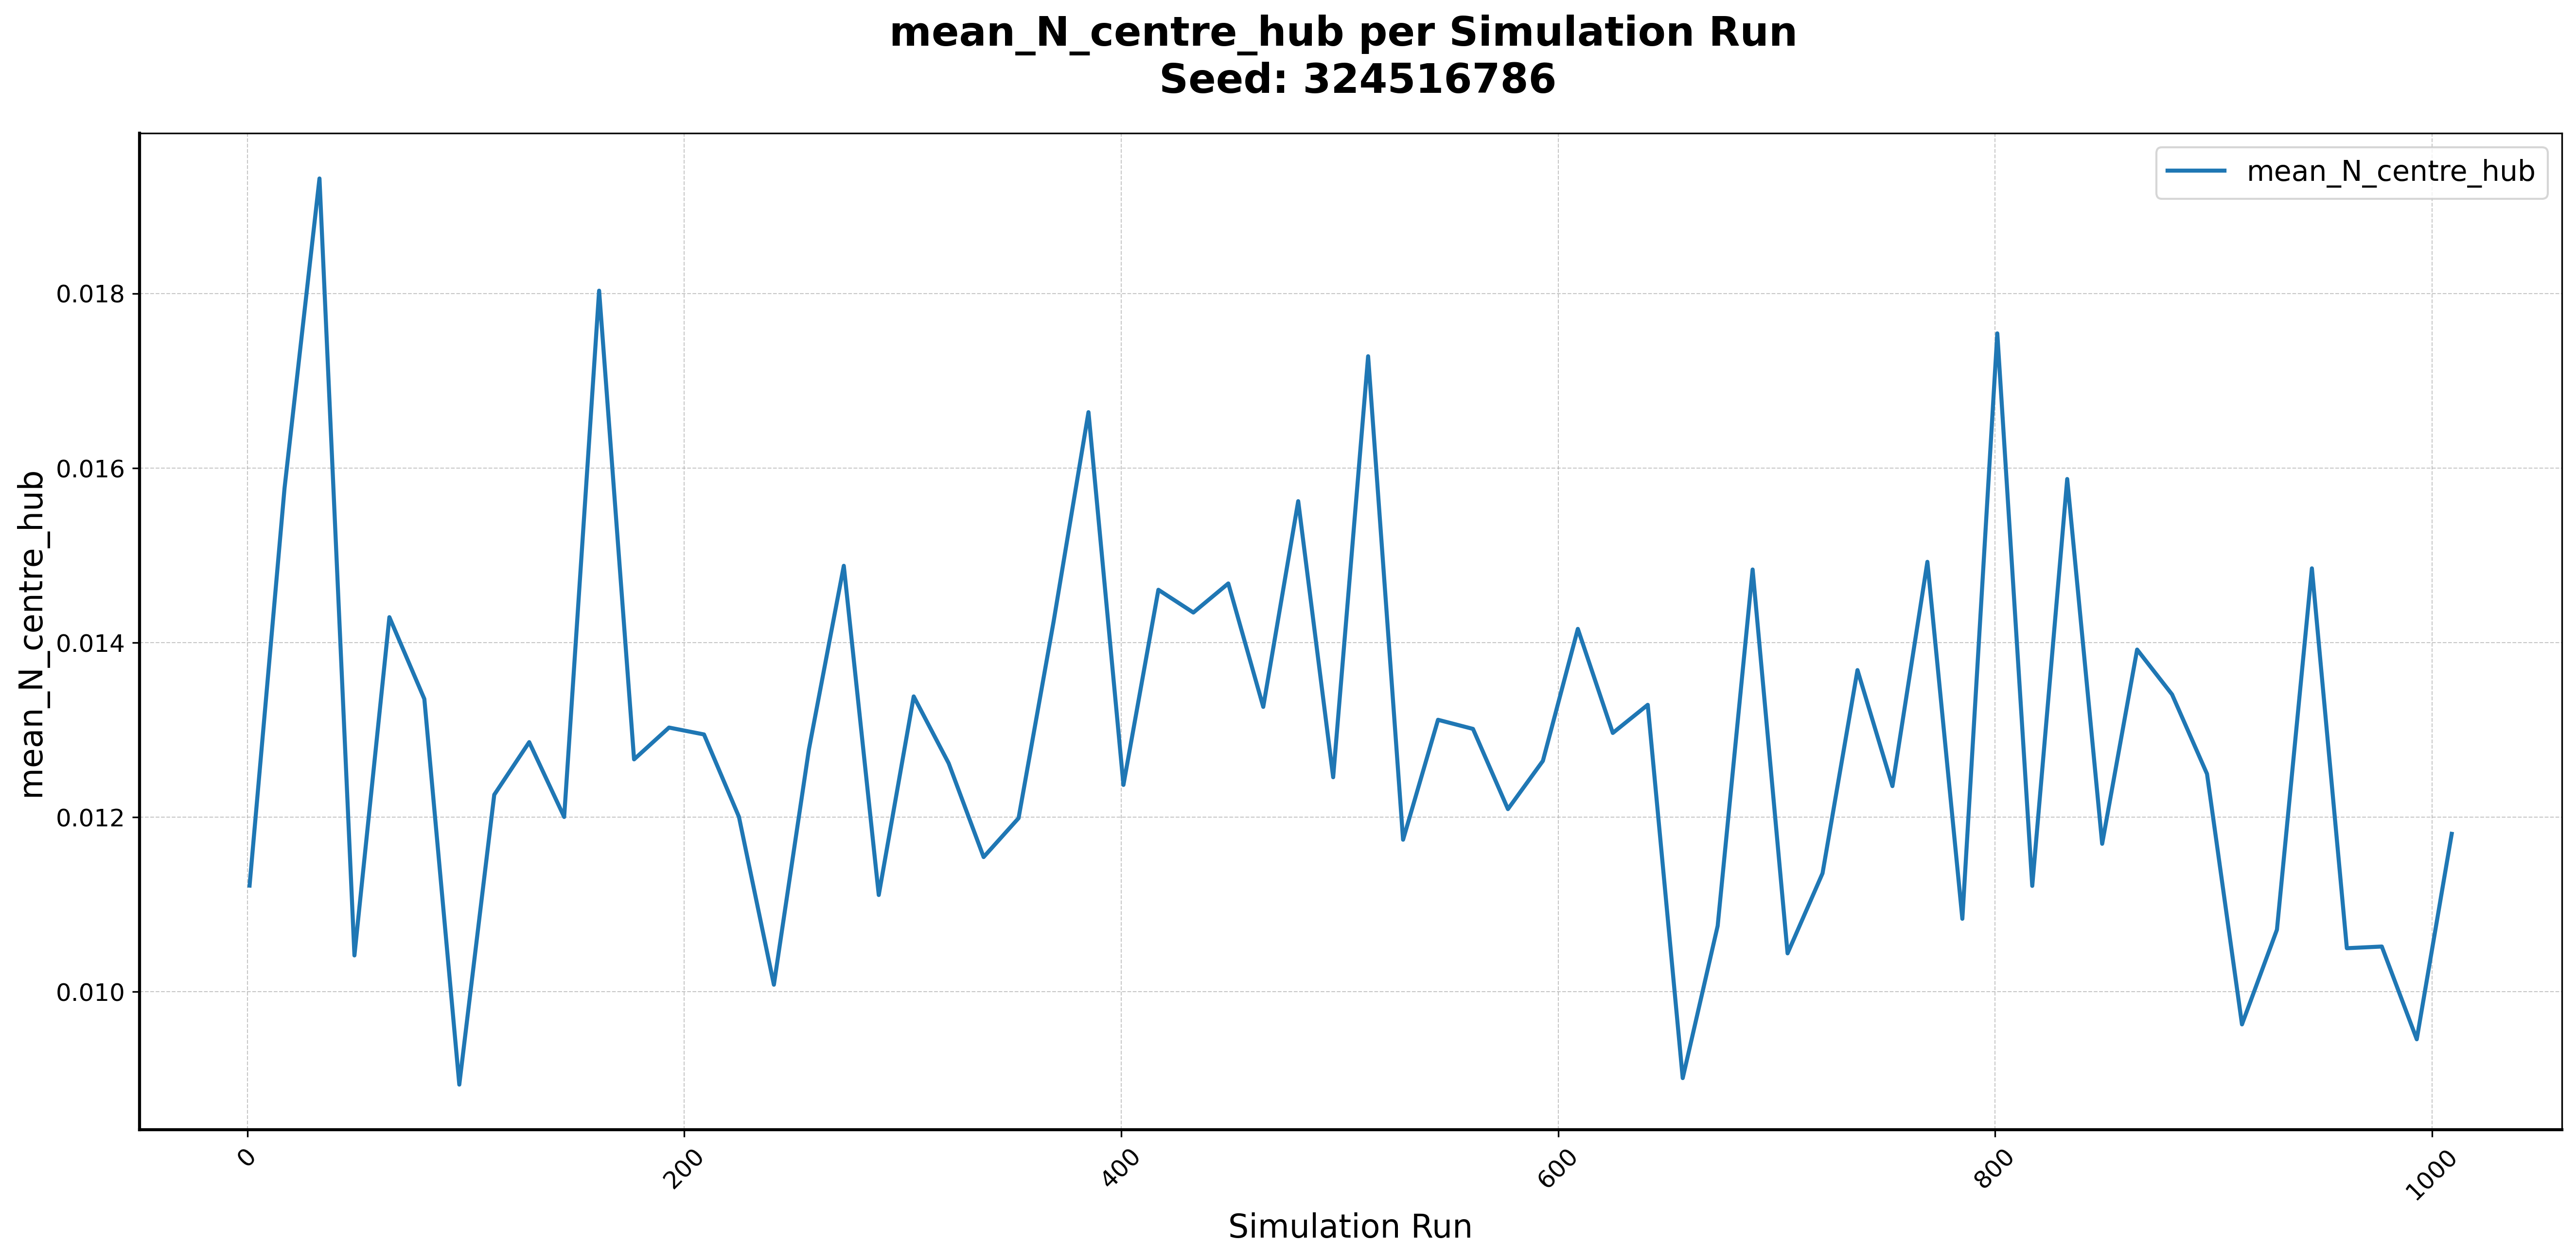 mean_N_centre_hub per Simulation Run
Seed: 324516786
mean_N_centre_hub
mean_N_centre_hub
0.018
0.016
0.014
0.012
0.010
0
200
400
600
800
1000
Simulation Run